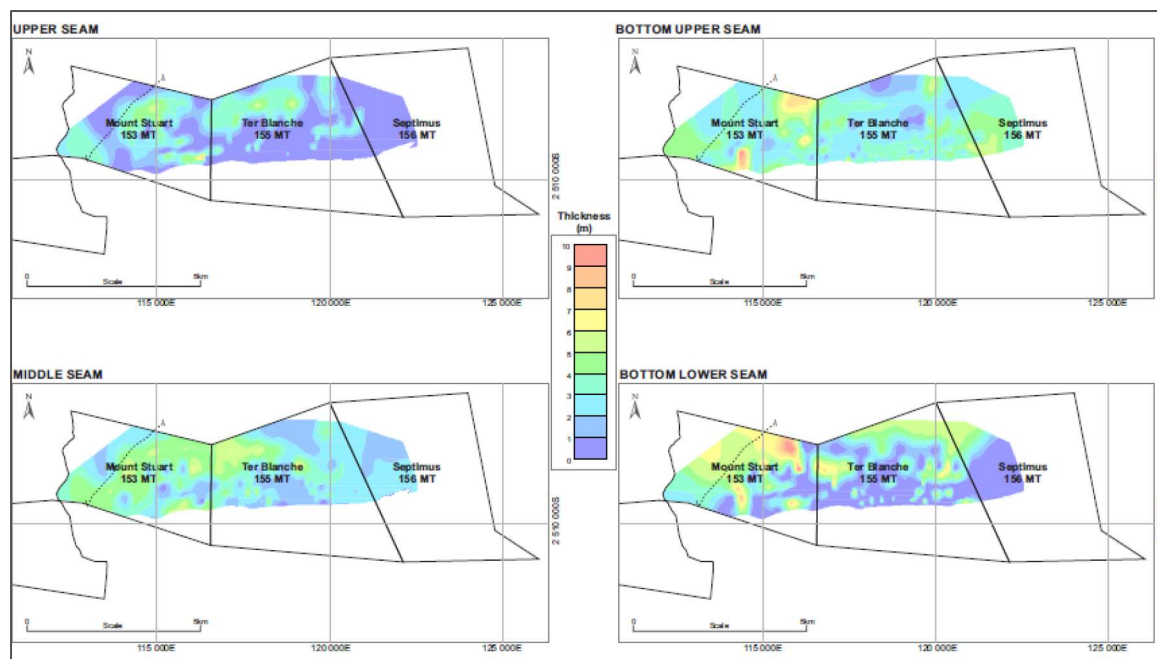 UPPER SEAM
N
Mount Stuart
153 MT
Ter Blanche
155 MT
Septimus
156 MT
0
Scale
5km
115 000E
120 000E
125 000E
2 510 000S
BOTTOM UPPER SEAM
N
Mount Stuart
153 MT
Ter Blanche
155 MT
Septimus
156 MT
0
Scale
5km
115 000E
120 000E
125 000E
Thickness
(m)
10
9
8
7
6
5
4
3
2
1
0
MIDDLE SEAM
N
Mount Stuart
153 MT
Ter Blanche
155 MT
Septimus
156 MT
0
Scale
5km
115 000E
120 000E
125 000E
2 510 000S
BOTTOM LOWER SEAM
N
Mount Stuart
153 MT
Ter Blanche
155 MT
Septimus
156 MT
0
Scale
5km
115 000E
120 000E
125 000E